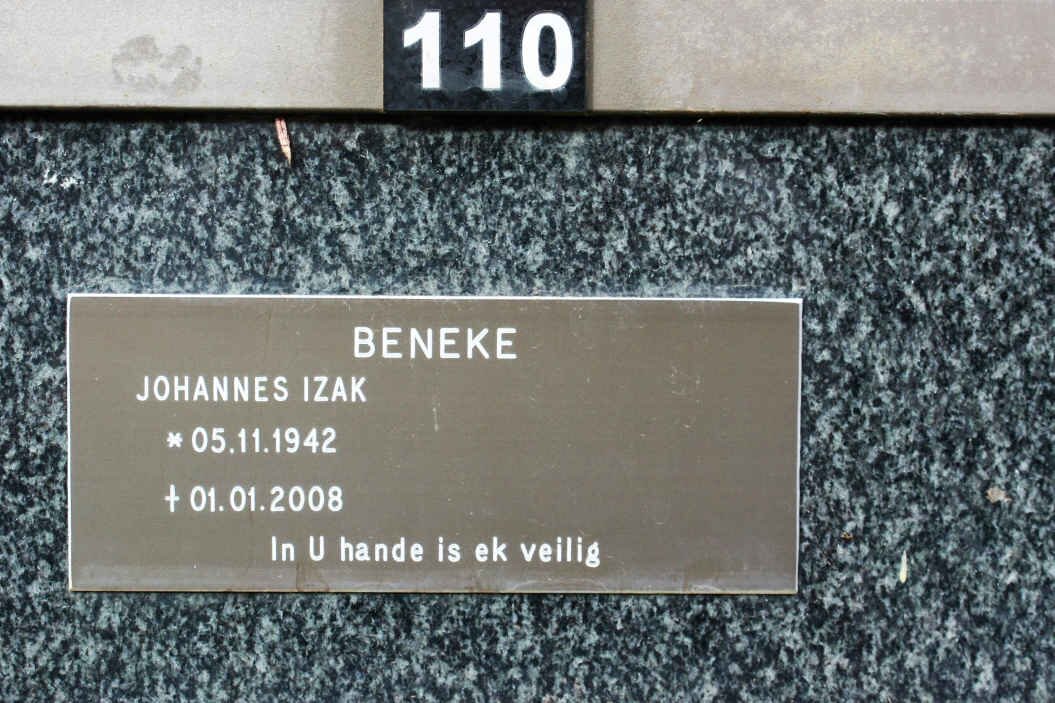 110
BENEKE
JOHANNES IZAK
* 05.11.1942
† 01.01.2008
In U hande is ek veilig